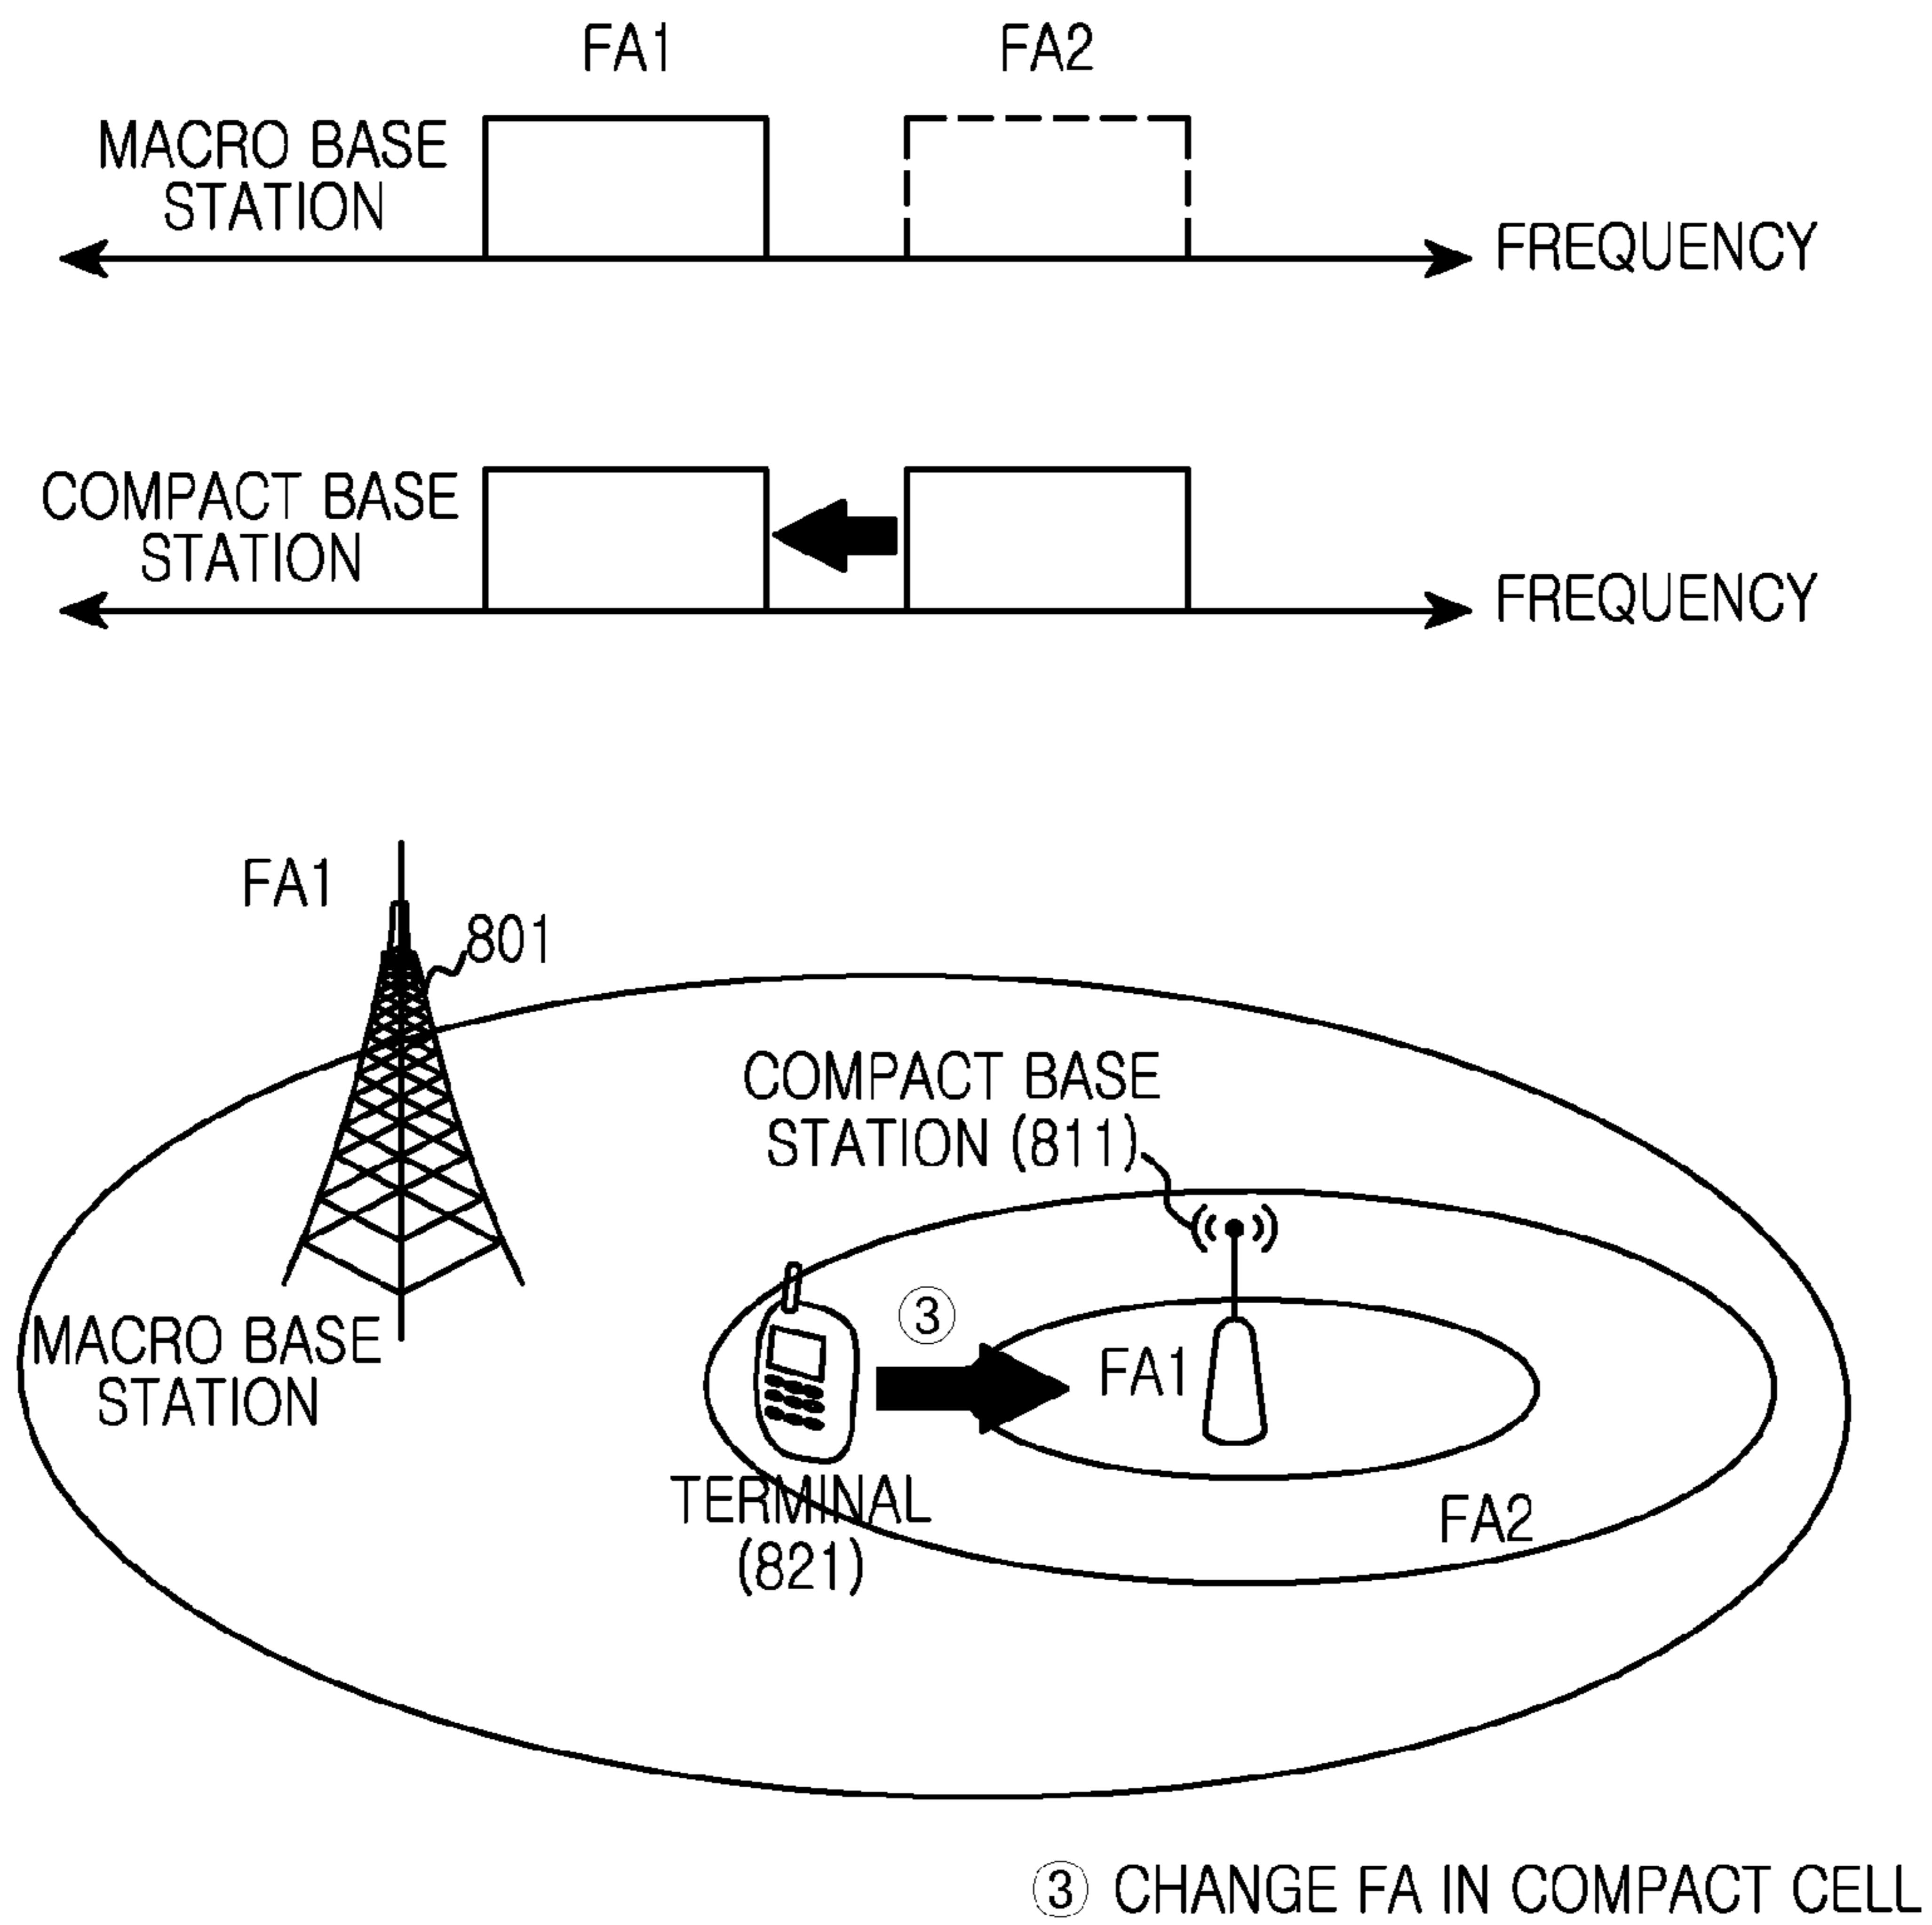 FA1 FA2
MACRO BASE
STATION
FREQUENCY
COMPACT BASE
STATION
FREQUENCY
FA1
801
COMPACT BASE
STATION (811)
3
FA1
MACRO BASE
STATION
TERMINAL
(821)
FA2
③ CHANGE FA IN COMPACT CELL